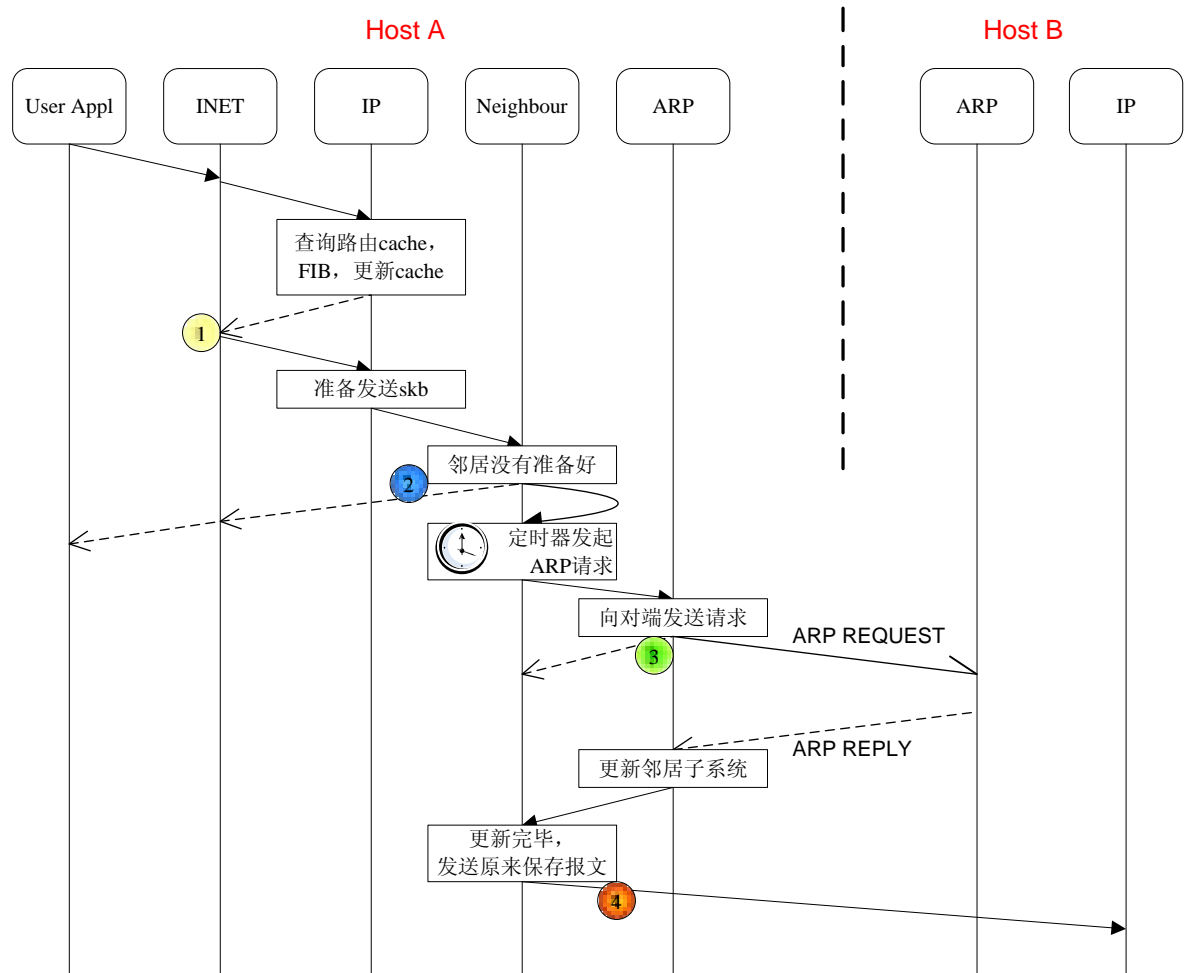 Host A
Host B
User Appl
INET
IP
Neighbour
ARP
ARP
IP
查询路由cache，
FIB，更新cache
1
准备发送skb
邻居没有准备好
2
定时器发起
ARP请求
向对端发送请求
ARP REQUEST
3
ARP REPLY
更新邻居子系统
更新完毕，
发送原来保存报文
4